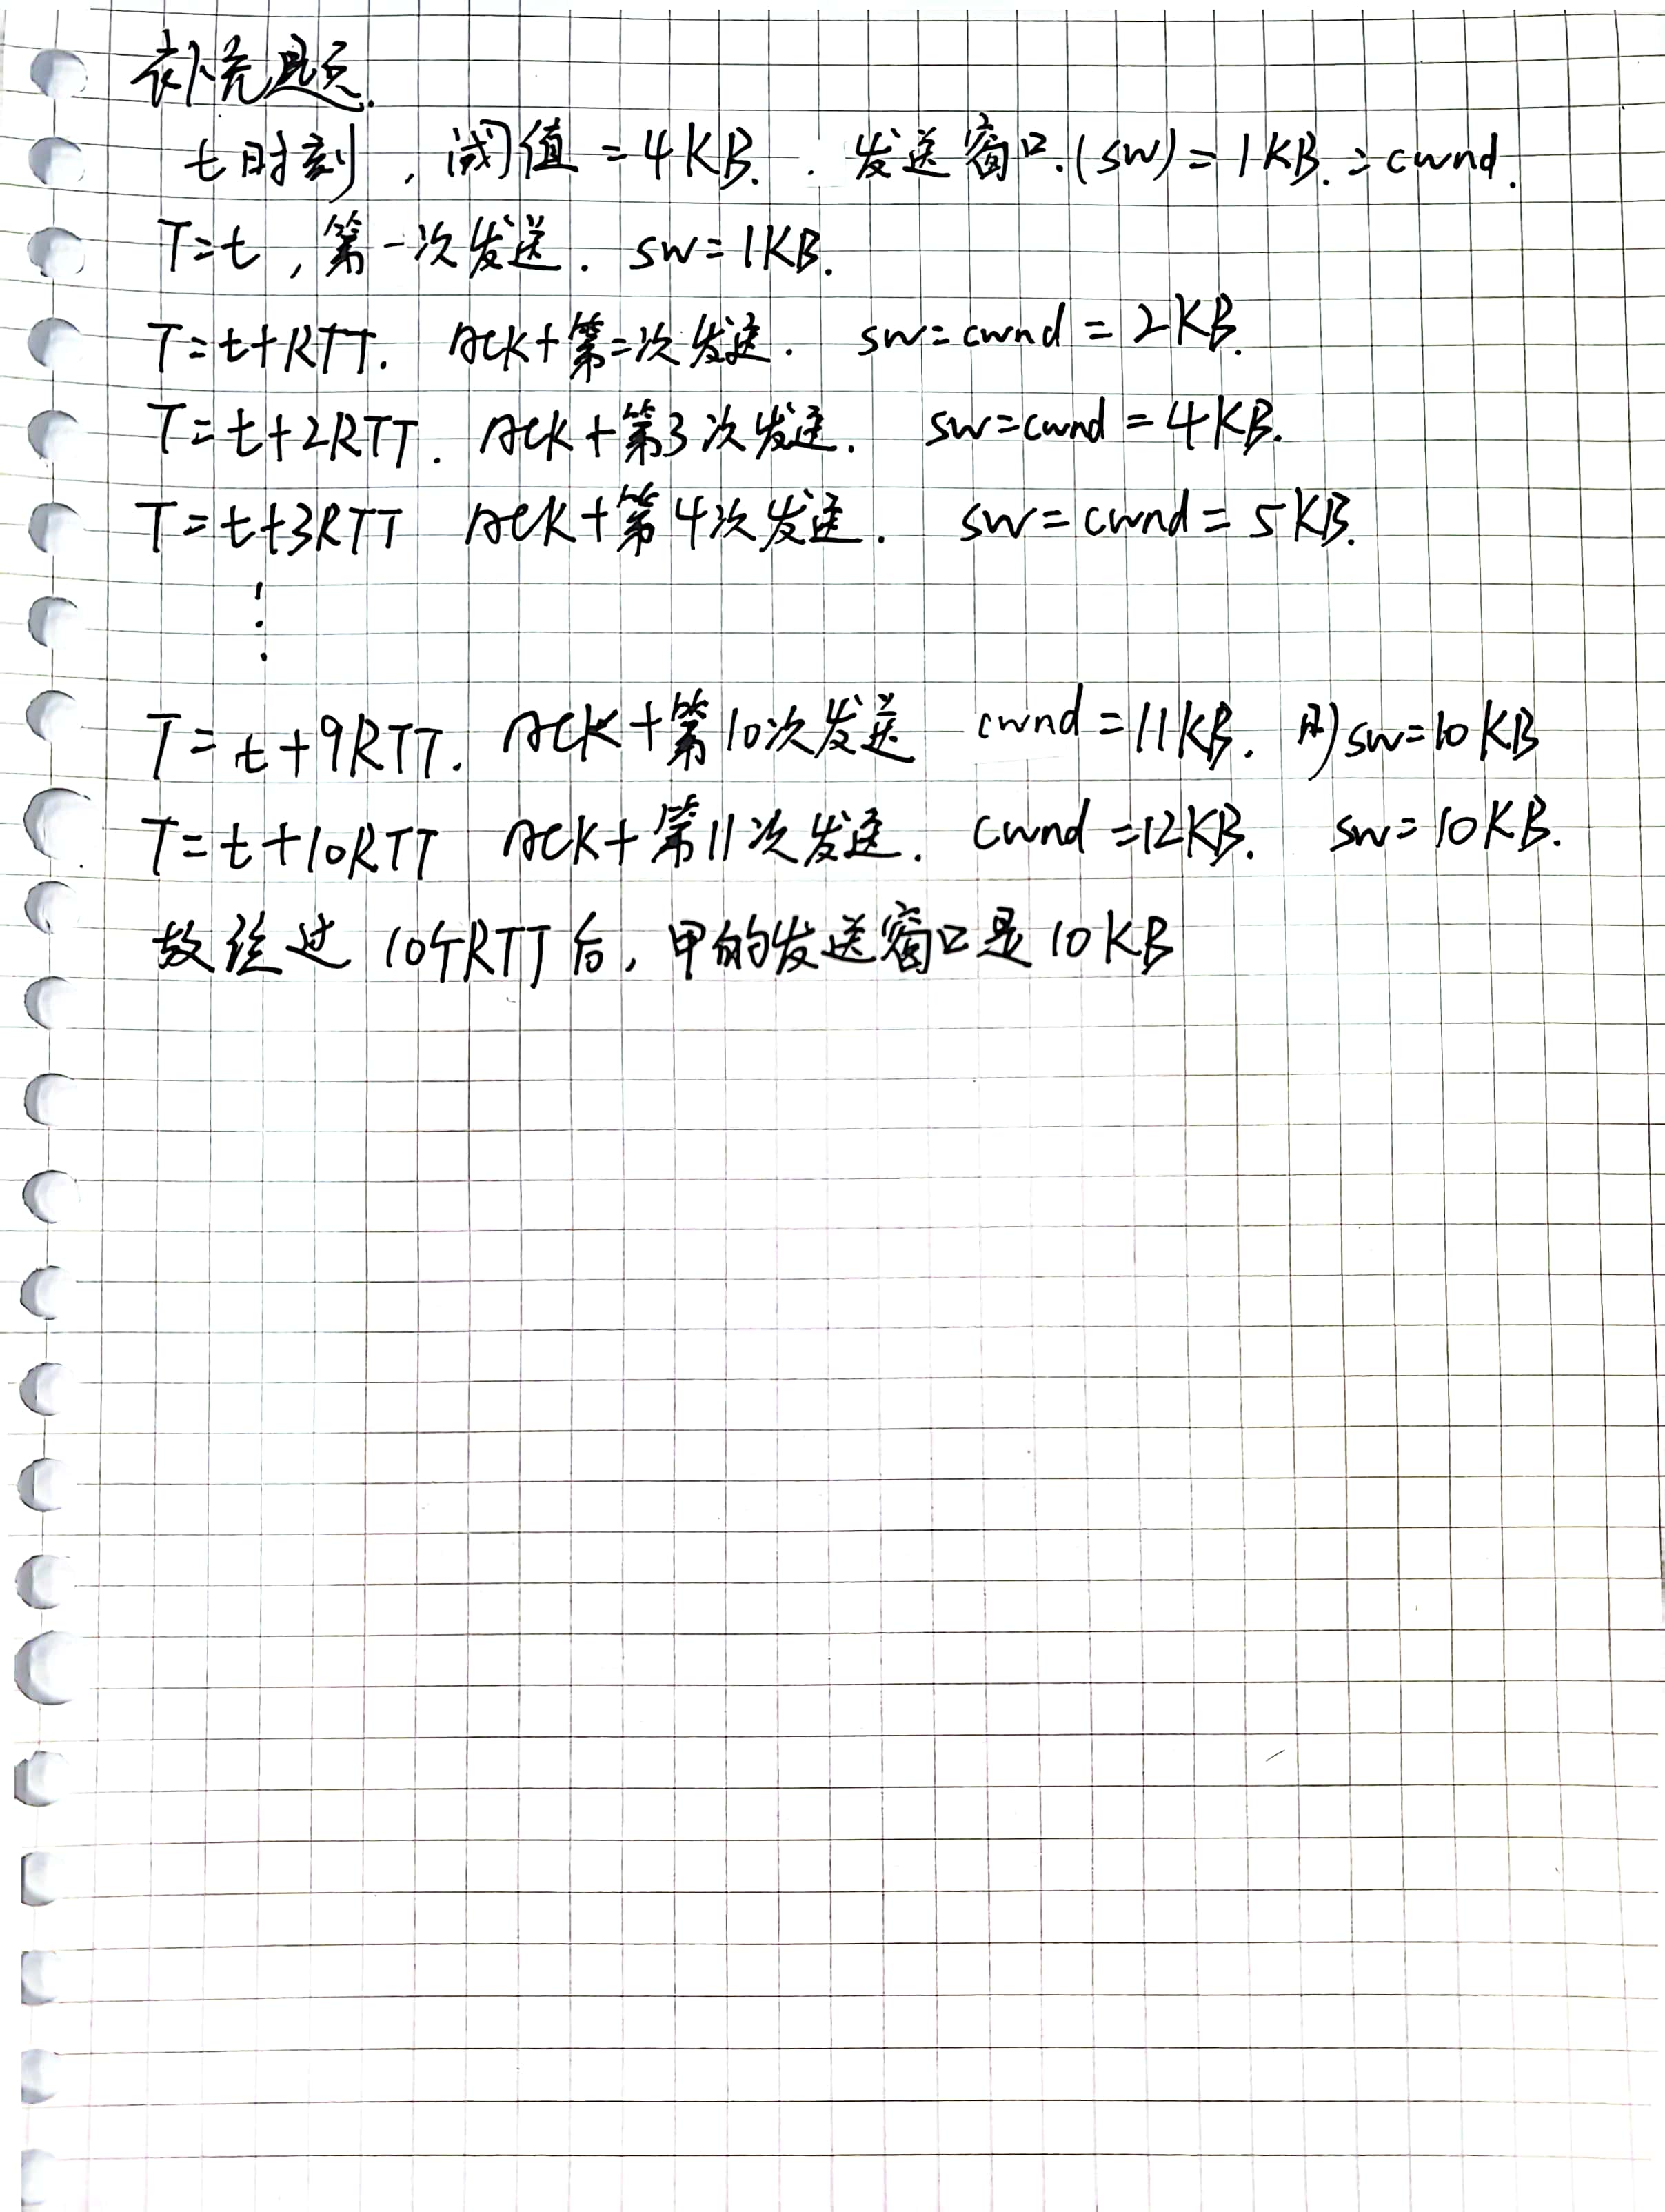 补充题.
t时刻, 阈值=4KB. 发送窗口.(sw)=1KB.=cwnd.
T=t, 第一次发送. sw=1KB.
T=t+RTT. ACK+第二次发送. sw=cwnd=2KB.
T=t+2RTT. ACK+第3次发送. sw=cwnd=4KB.
T=t+3RTT ACK+第4次发送. sw=cwnd=5KB.
⋮
T=t+9RTT. ACK+第10次发送 cwnd=11KB. 则sw=10KB
T=t+10RTT ACK+第11次发送. cwnd=12KB. sw=10KB.
故经过10个RTT后,甲的发送窗口是10KB